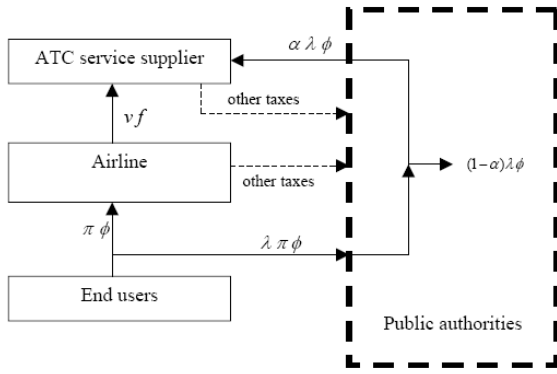 ATC service supplier
α λ φ
other taxes
v f
Airline
(1−α)λφ
other taxes
π φ
λ π φ
End users
Public authorities